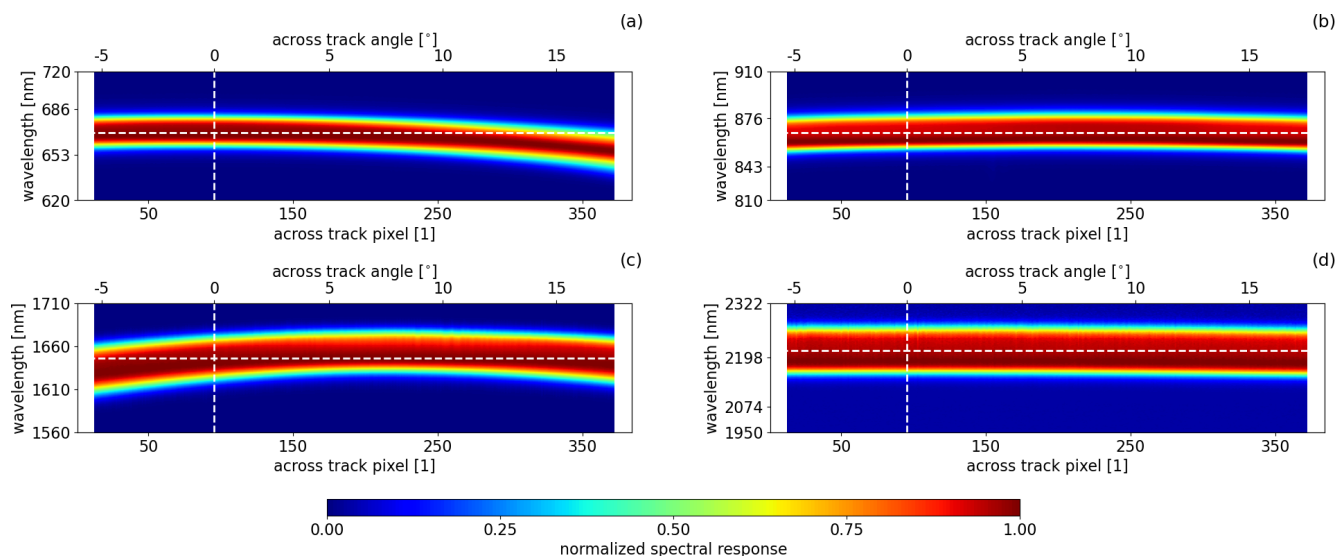 (a)
across track angle [°]
-5 0 5 10 15
720
686
653
620
wavelength [nm]
50 150 250 350
across track pixel [1]
(b)
across track angle [°]
-5 0 5 10 15
910
876
843
810
wavelength [nm]
50 150 250 350
across track pixel [1]
(c)
across track angle [°]
-5 0 5 10 15
1710
1660
1610
1560
wavelength [nm]
50 150 250 350
across track pixel [1]
(d)
across track angle [°]
-5 0 5 10 15
2322
2198
2074
1950
wavelength [nm]
50 150 250 350
across track pixel [1]
0.00 0.25 0.50 0.75 1.00
normalized spectral response